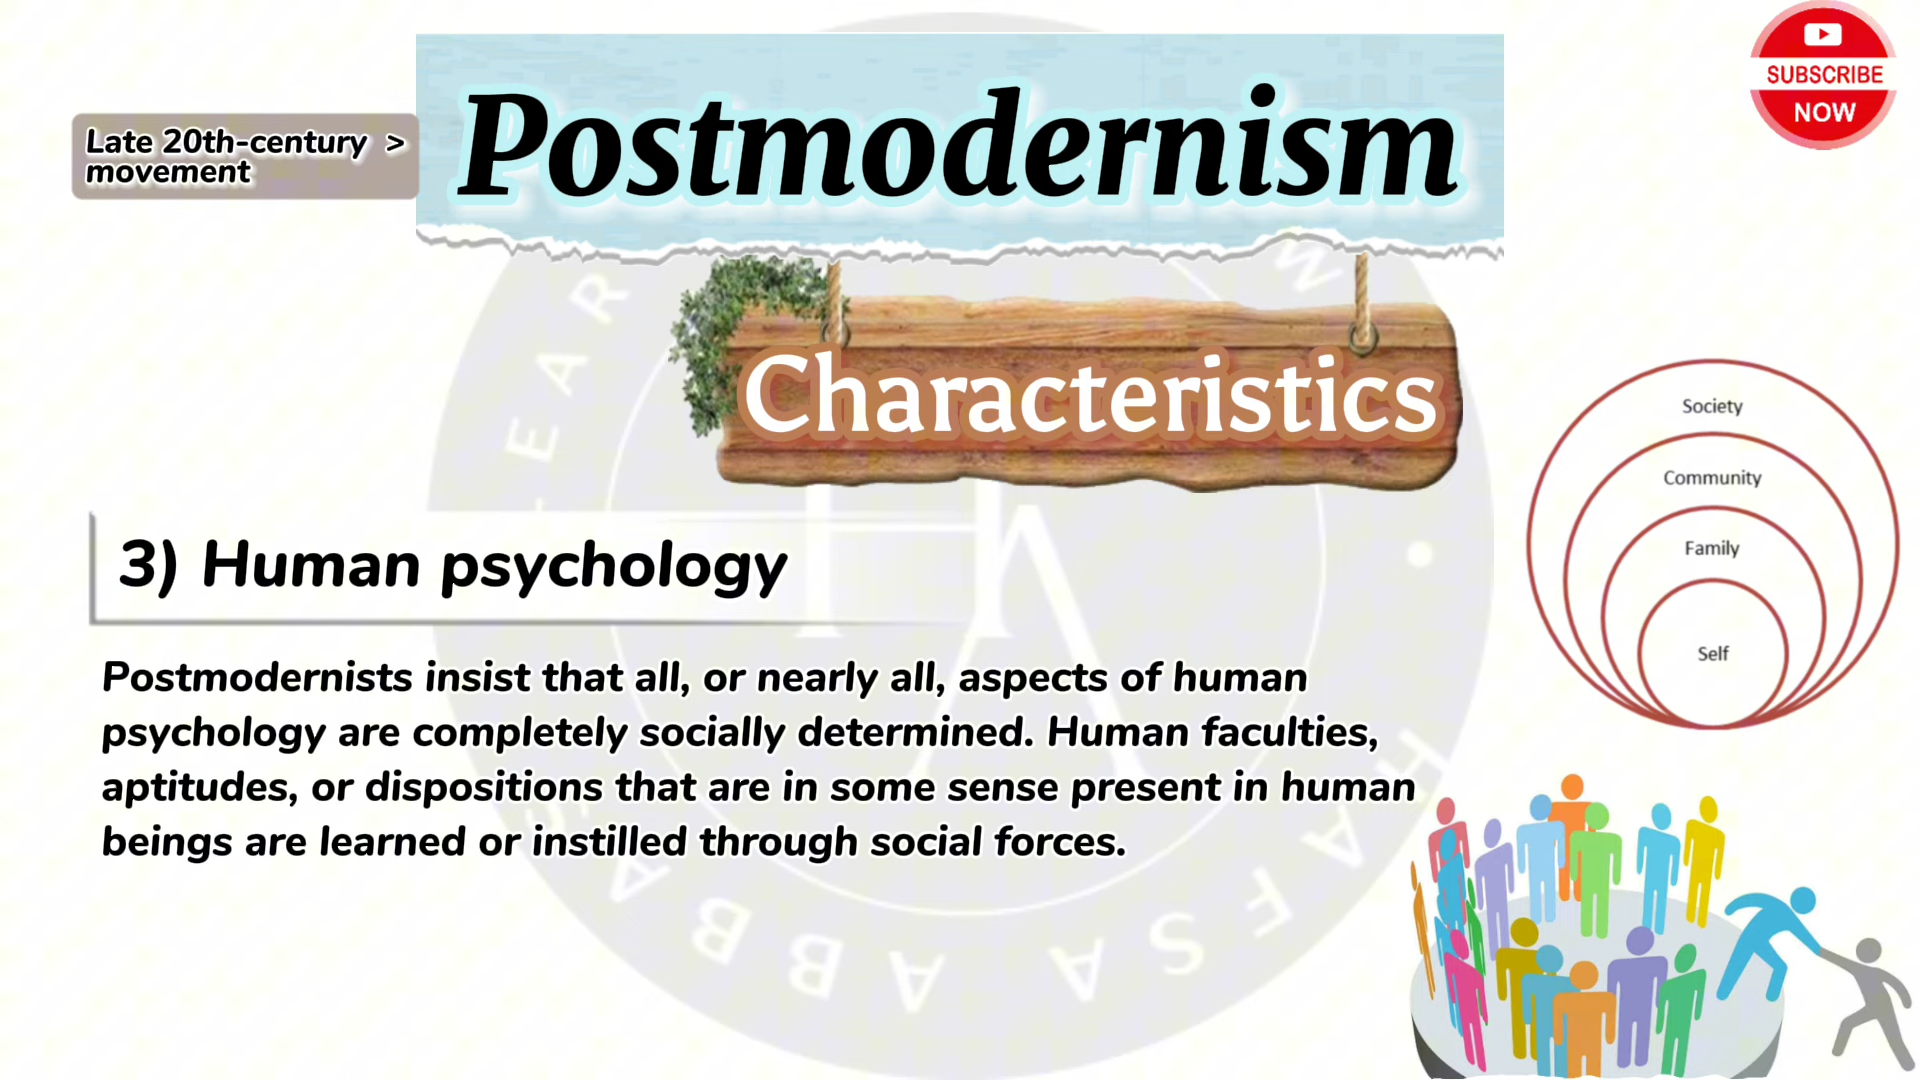 Postmodernism
Late 20th-century >
movement
SUBSCRIBE
NOW
Characteristics
3) Human psychology
Postmodernists insist that all, or nearly all, aspects of human
psychology are completely socially determined. Human faculties,
aptitudes, or dispositions that are in some sense present in human
beings are learned or instilled through social forces.
Society
Community
Family
Self
HAFSA ABBA